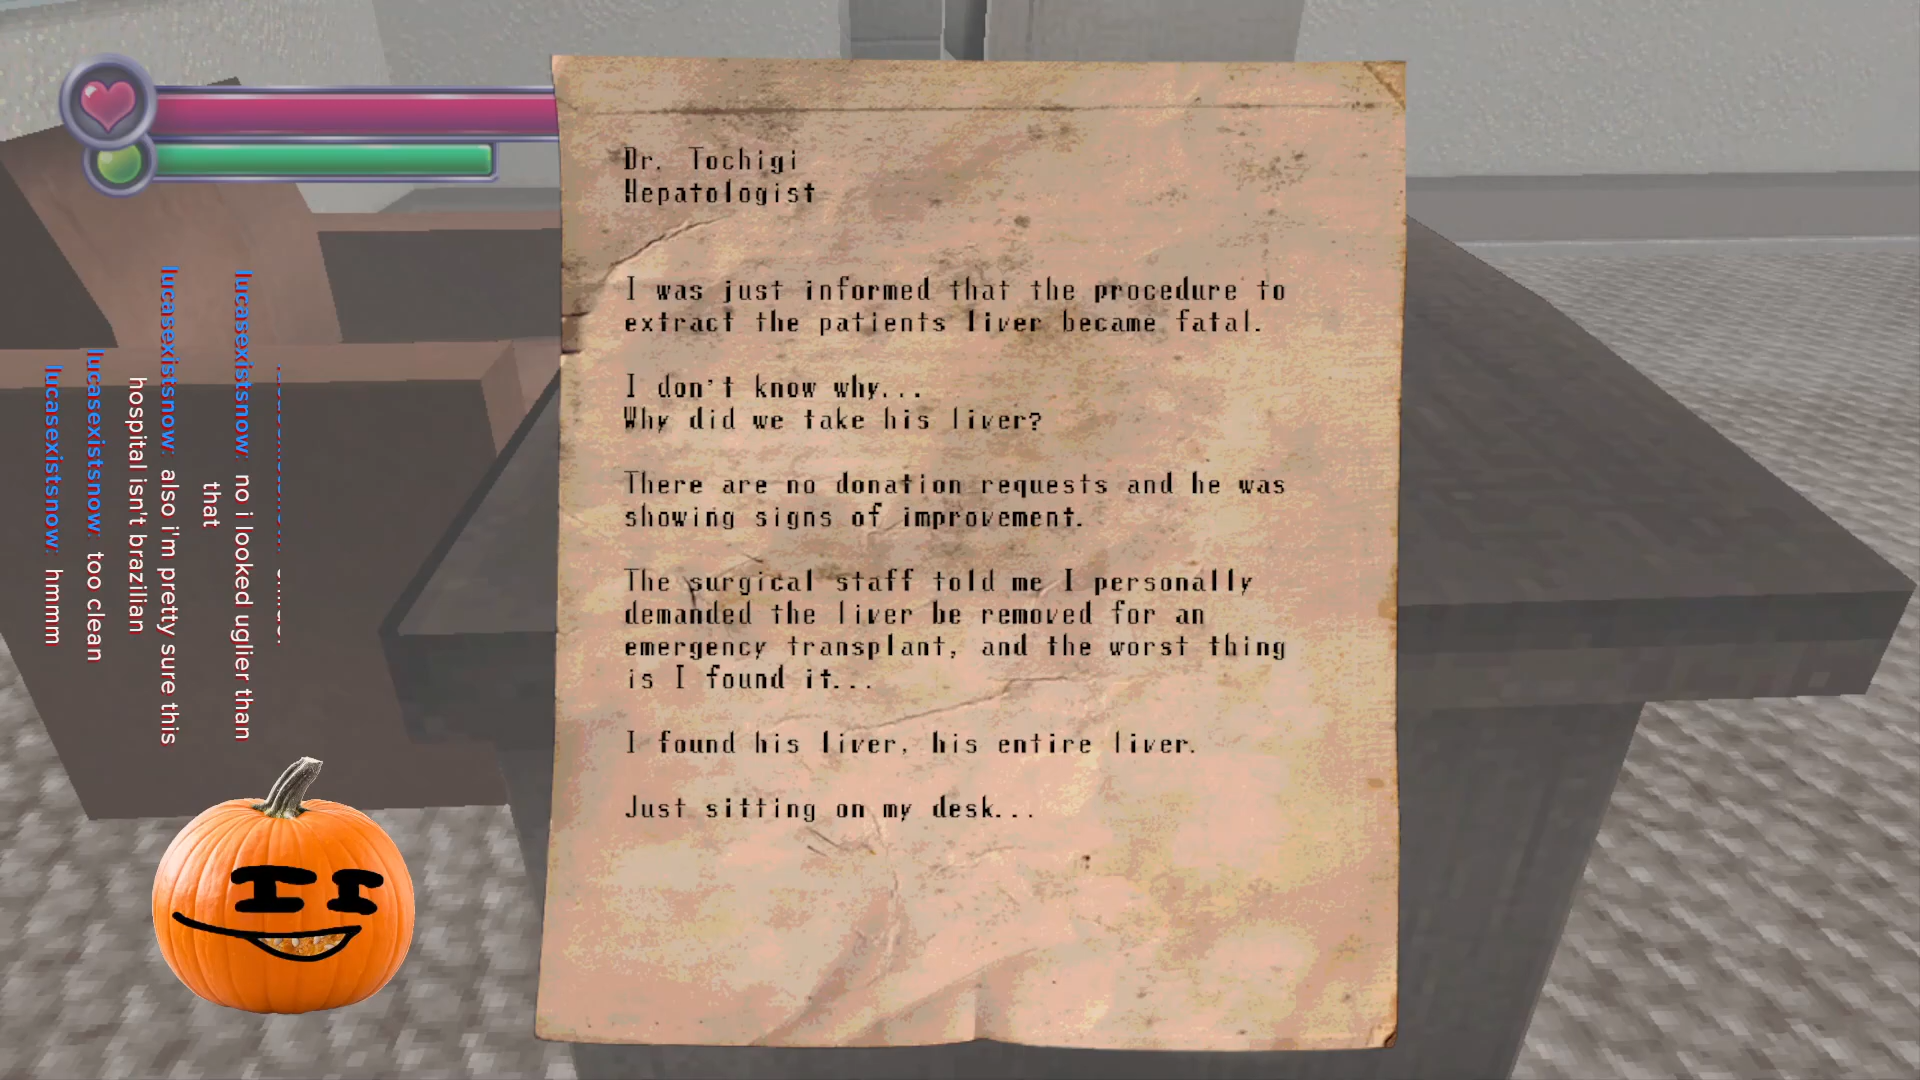 Dr. Tochigi
Hepatologist
I was just informed that the procedure to
extract the patients liver became fatal.
I don't know why...
Why did we take his liver?
There are no donation requests and he was
showing signs of improvement.
The surgical staff told me I personally
demanded the liver be removed for an
emergency transplant, and the worst thing
is I found it...
I found his liver, his entire liver.
Just sitting on my desk...
lucasexistsnow: no i looked uglier than
that
lucasexistsnow: also i'm pretty sure this
hospital isn't brazilian
lucasexistsnow: too clean
lucasexistsnow: hmmm